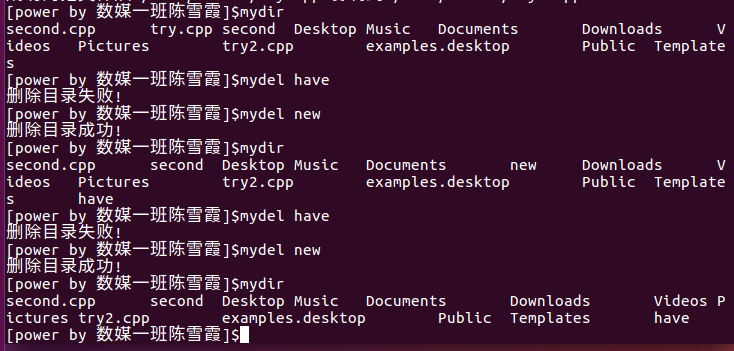 [power by 数媒一班陈雪霞]$mydir
second.cpp      try.cpp second  Desktop Music   Documents       Downloads       V
ideos   Pictures        try2.cpp        examples.desktop        Public  Template
s
[power by 数媒一班陈雪霞]$mydel have
删除目录失败!
[power by 数媒一班陈雪霞]$mydel new
删除目录成功!
[power by 数媒一班陈雪霞]$mydir
second.cpp      second  Desktop Music   Documents       new     Downloads       V
ideos   Pictures        try2.cpp        examples.desktop        Public  Template
s       have
[power by 数媒一班陈雪霞]$mydel have
删除目录失败!
[power by 数媒一班陈雪霞]$mydel new
删除目录成功!
[power by 数媒一班陈雪霞]$mydir
second.cpp      second  Desktop Music   Documents       Downloads       Videos P
ictures try2.cpp        examples.desktop        Public  Templates       have
[power by 数媒一班陈雪霞]$